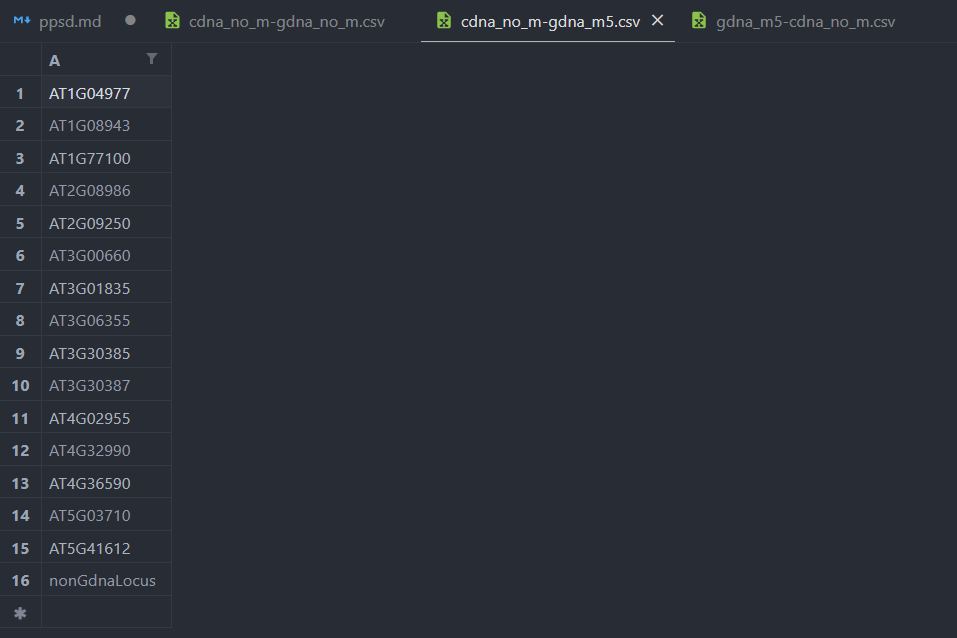 M↓ ppsd.md cdna_no_m-gdna_no_m.csv cdna_no_m-gdna_m5.csv gdna_m5-cdna_no_m.csv
A
1 AT1G04977
2 AT1G08943
3 AT1G77100
4 AT2G08986
5 AT2G09250
6 AT3G00660
7 AT3G01835
8 AT3G06355
9 AT3G30385
10 AT3G30387
11 AT4G02955
12 AT4G32990
13 AT4G36590
14 AT5G03710
15 AT5G41612
16 nonGdnaLocus